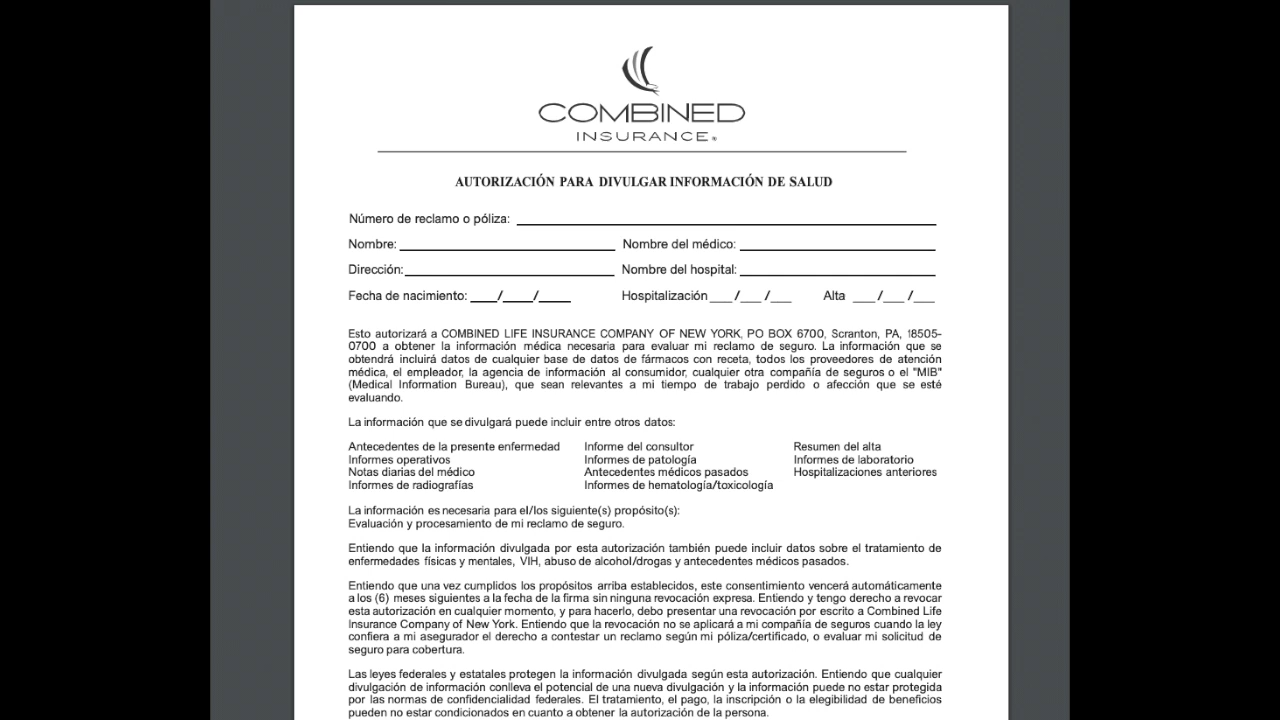 COMBINED
INSURANCE®
AUTORIZACIÓN PARA DIVULGAR INFORMACIÓN DE SALUD
Número de reclamo o póliza:
Nombre: Nombre del médico:
Dirección: Nombre del hospital:
Fecha de nacimiento: ____/____/____ Hospitalización ___ /___ /___ Alta ___ /___ /___
Esto autorizará a COMBINED LIFE INSURANCE COMPANY OF NEW YORK, PO BOX 6700, Scranton, PA, 18505-
0700 a obtener la información médica necesaria para evaluar mi reclamo de seguro. La información que se
obtendrá incluirá datos de cualquier base de datos de fármacos con receta, todos los proveedores de atención
médica, el empleador, la agencia de información al consumidor, cualquier otra compañía de seguros o el "MIB"
(Medical Information Bureau), que sean relevantes a mi tiempo de trabajo perdido o afección que se esté
evaluando.
La información que se divulgará puede incluir entre otros datos:
Antecedentes de la presente enfermedad Informe del consultor Resumen del alta
Informes operativos Informes de patología Informes de laboratorio
Notas diarias del médico Antecedentes médicos pasados Hospitalizaciones anteriores
Informes de radiografías Informes de hematología/toxicología
La información es necesaria para el/los siguiente(s) propósito(s):
Evaluación y procesamiento de mi reclamo de seguro.
Entiendo que la información divulgada por esta autorización también puede incluir datos sobre el tratamiento de
enfermedades físicas y mentales, VIH, abuso de alcohol/drogas y antecedentes médicos pasados.
Entiendo que una vez cumplidos los propósitos arriba establecidos, este consentimiento vencerá automáticamente
a los (6) meses siguientes a la fecha de la firma sin ninguna revocación expresa. Entiendo y tengo derecho a revocar
esta autorización en cualquier momento, y para hacerlo, debo presentar una revocación por escrito a Combined Life
Insurance Company of New York. Entiendo que la revocación no se aplicará a mi compañía de seguros cuando la ley
confiera a mi asegurador el derecho a contestar un reclamo según mi póliza/certificado, o evaluar mi solicitud de
seguro para cobertura.
Las leyes federales y estatales protegen la información divulgada según esta autorización. Entiendo que cualquier
divulgación de información conlleva el potencial de una nueva divulgación y la información puede no estar protegida
por las normas de confidencialidad federales. El tratamiento, el pago, la inscripción o la elegibilidad de beneficios
pueden no estar condicionados en cuanto a obtener la autorización de la persona.